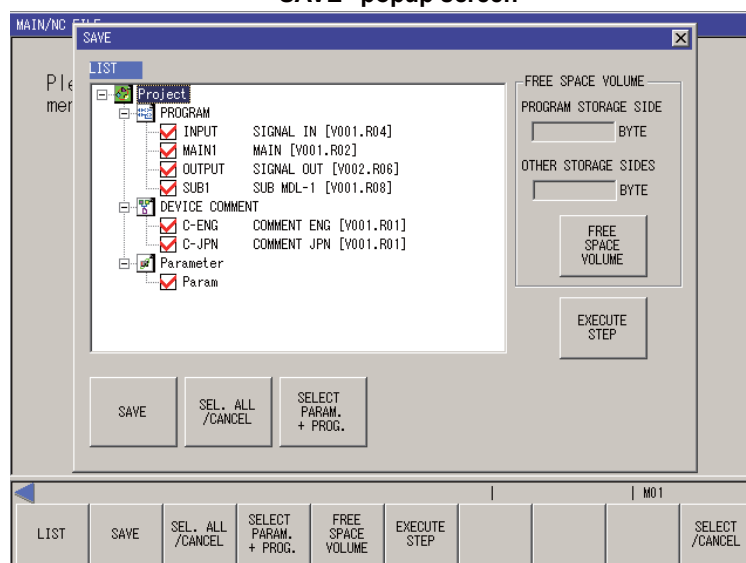 "SAVE" popup screen
MAIN/NC FILE
SAVE
Ple
mer
LIST
Project
PROGRAM
INPUT SIGNAL IN [V001.R04]
MAIN1 MAIN [V001.R02]
OUTPUT SIGNAL OUT [V002.R06]
SUB1 SUB MDL-1 [V001.R08]
DEVICE COMMENT
C-ENG COMMENT ENG [V001.R01]
C-JPN COMMENT JPN [V001.R01]
Parameter
Param
FREE SPACE VOLUME
PROGRAM STORAGE SIDE
BYTE
OTHER STORAGE SIDES
BYTE
FREE
SPACE
VOLUME
EXECUTE
STEP
SAVE
SEL. ALL
/CANCEL
SELECT
PARAM.
+ PROG.
M01
LIST
SAVE
SEL. ALL
/CANCEL
SELECT
PARAM.
+ PROG.
FREE
SPACE
VOLUME
EXECUTE
STEP
SELECT
/CANCEL